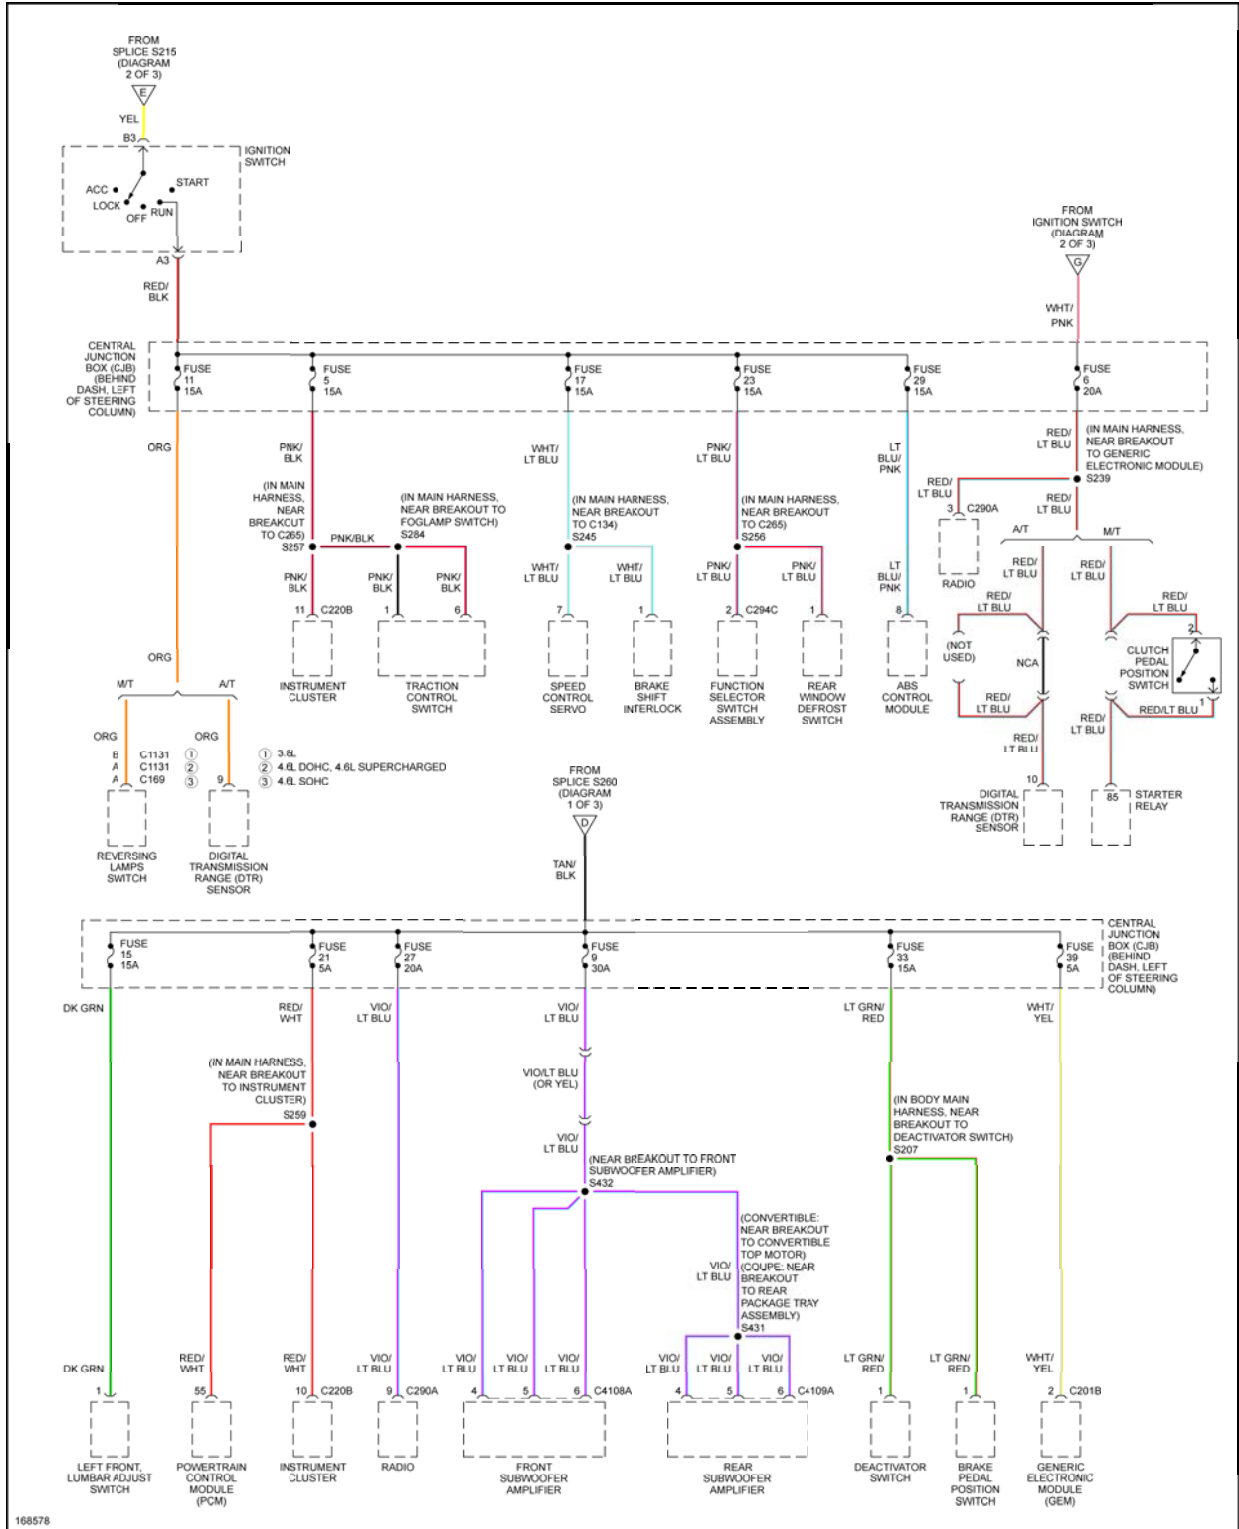 FROM
SPLICE S215
(DIAGRAM
2 OF 3)
E
YEL
B3
IGNITION
SWITCH
ACC
START
LOCK
OFF
RUN
A3
RED/
BLK
FROM
IGNITION SWITCH
(DIAGRAM
2 OF 3)
G
WHT/
PNK
CENTRAL
JUNCTION
BOX (CJB)
(BEHIND
DASH, LEFT
OF STEERING
COLUMN)
FUSE
11
15A
FUSE
5
15A
FUSE
17
15A
FUSE
23
15A
FUSE
29
15A
FUSE
6
20A
ORG
PNK/
BLK
(IN MAIN
HARNESS,
NEAR
BREAKOUT
TO C265)
S257
PNK/BLK
(IN MAIN HARNESS,
NEAR BREAKOUT TO
FOGLAMP SWITCH)
S284
WHT/
LT BLU
(IN MAIN HARNESS,
NEAR BREAKOUT
TO C134)
S245
PNK/
LT BLU
(IN MAIN HARNESS,
NEAR BREAKOUT
TO C265)
S256
LT
BLU/
PNK
RED/
LT BLU
(IN MAIN HARNESS,
NEAR BREAKOUT
TO GENERIC
ELECTRONIC MODULE)
S239
RED/
LT BLU
RED/
LT BLU
3 C290A
RADIO
A/T
M/T
PNK/
BLK
PNK/
BLK
PNK/
BLK
WHT/
LT BLU
WHT/
LT BLU
PNK/
LT BLU
PNK/
LT BLU
LT
BLU/
PNK
RED/
LT BLU
RED/
LT BLU
RED/
LT BLU
RED/
LT BLU
11 C220B
1
6
7
1
2 C294C
1
8
2
INSTRUMENT
CLUSTER
TRACTION
CONTROL
SWITCH
SPEED
CONTROL
SERVO
BRAKE
SHIFT
INTERLOCK
FUNCTION
SELECTOR
SWITCH
ASSEMBLY
REAR
WINDOW
DEFROST
SWITCH
ABS
CONTROL
MODULE
(NOT
USED)
NCA
CLUTCH
PEDAL
POSITION
SWITCH
1
RED/
LT BLU
RED/LT BLU
RED/
LT BLU
RED/
LT BLU
10
DIGITAL
TRANSMISSION
RANGE (DTR)
SENSOR
85
STARTER
RELAY
ORG
M/T
A/T
ORG
ORG
B C1131 1
A C1131 2
A C169 3
9
1 3.8L
2 4.6L DOHC, 4.6L SUPERCHARGED
3 4.6L SOHC
REVERSING
LAMPS
SWITCH
DIGITAL
TRANSMISSION
RANGE (DTR)
SENSOR
FROM
SPLICE S260
(DIAGRAM
1 OF 3)
D
TAN/
BLK
CENTRAL
JUNCTION
BOX (CJB)
(BEHIND
DASH, LEFT
OF STEERING
COLUMN)
FUSE
15
15A
FUSE
21
5A
FUSE
27
20A
FUSE
9
30A
FUSE
33
15A
FUSE
39
5A
DK GRN
RED/
WHT
VIO/
LT BLU
VIO/
LT BLU
LT GRN/
RED
WHT/
YEL
(IN MAIN HARNESS,
NEAR BREAKOUT
TO INSTRUMENT
CLUSTER)
S259
VIO/LT BLU
(OR YEL)
VIO/
LT BLU
(NEAR BREAKOUT TO FRONT
SUBWOOFER AMPLIFIER)
S432
(IN BODY MAIN
HARNESS, NEAR
BREAKOUT TO
DEACTIVATOR SWITCH)
S207
(CONVERTIBLE:
NEAR BREAKOUT
TO CONVERTIBLE
TOP MOTOR)
(COUPE: NEAR
BREAKOUT
TO REAR
PACKAGE TRAY
ASSEMBLY)
S431
VIO/
LT BLU
DK GRN
RED/
WHT
RED/
WHT
VIO/
LT BLU
VIO/
LT BLU
VIO/
LT BLU
VIO/
LT BLU
VIO/
LT BLU
VIO/
LT BLU
VIO/
LT BLU
LT GRN/
RED
LT GRN/
RED
WHT/
YEL
1
55
10 C220B
9 C290A
4
5
6 C4108A
4
5
6 C4109A
1
1
2 C201B
LEFT FRONT,
LUMBAR ADJUST
SWITCH
POWERTRAIN
CONTROL
MODULE
(PCM)
INSTRUMENT
CLUSTER
RADIO
FRONT
SUBWOOFER
AMPLIFIER
REAR
SUBWOOFER
AMPLIFIER
DEACTIVATOR
SWITCH
BRAKE
PEDAL
POSITION
SWITCH
GENERIC
ELECTRONIC
MODULE
(GEM)
168578